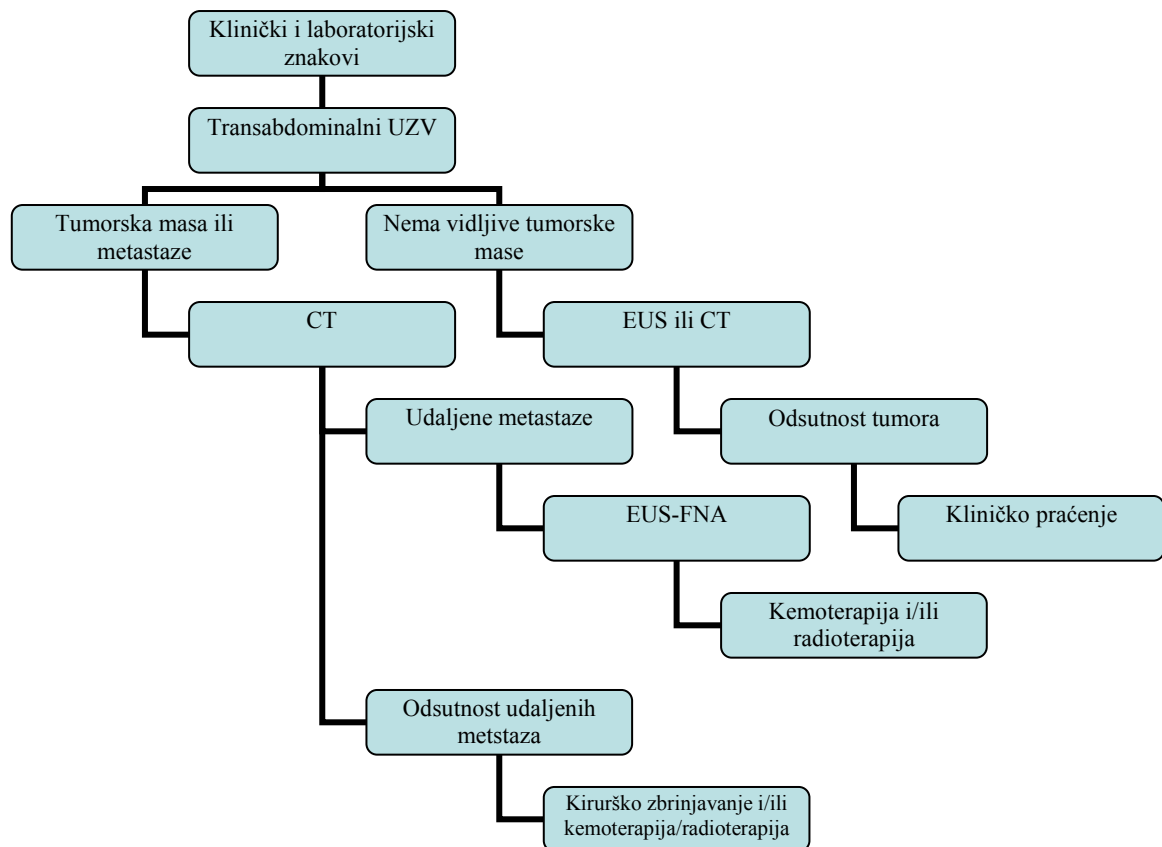 Klinički i laboratorijski
znakovi
Transabdominalni UZV
Tumorska masa ili
metastaze
Nema vidljive tumorske
mase
CT
EUS ili CT
Udaljene metastaze
Odsutnost tumora
EUS-FNA
Kliničko praćenje
Kemoterapija i/ili
radioterapija
Odsutnost udaljenih
metstaza
Kirurško zbrinjavanje i/ili
kemoterapija/radioterapija